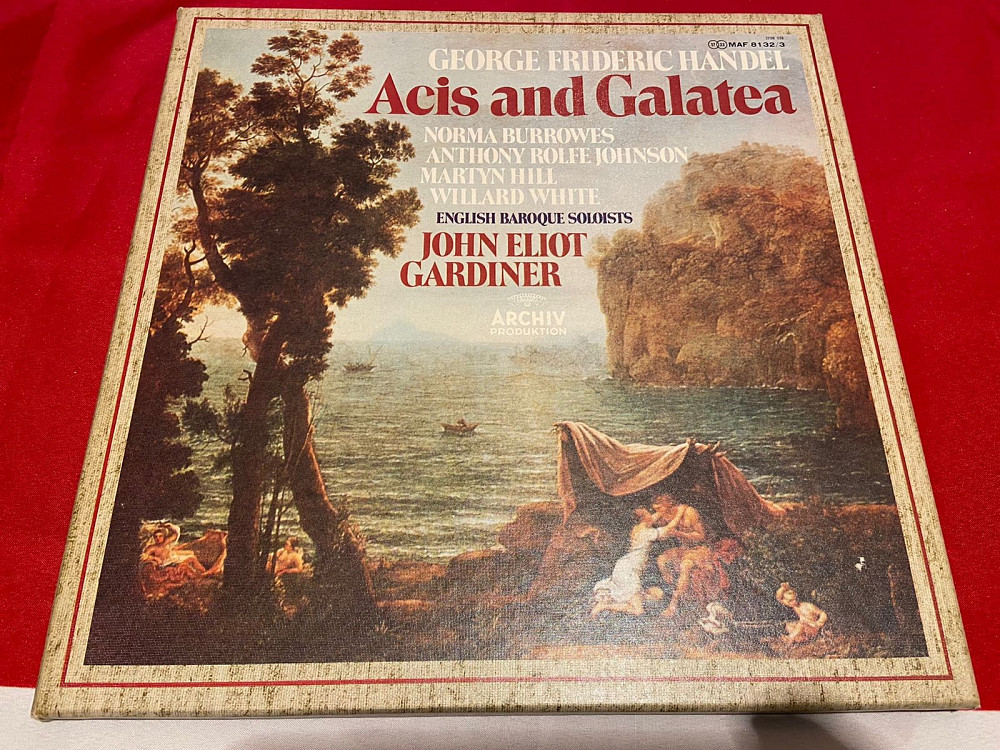 MAF 8132/3
GEORGE FRIDERIC HANDEL
Acis and Galatea
NORMA BURROWES
ANTHONY ROLFE JOHNSON
MARTYN HILL
WILLARD WHITE
ENGLISH BAROQUE SOLOISTS
JOHN ELIOT
GARDINER
ARCHIV
PRODUKTION